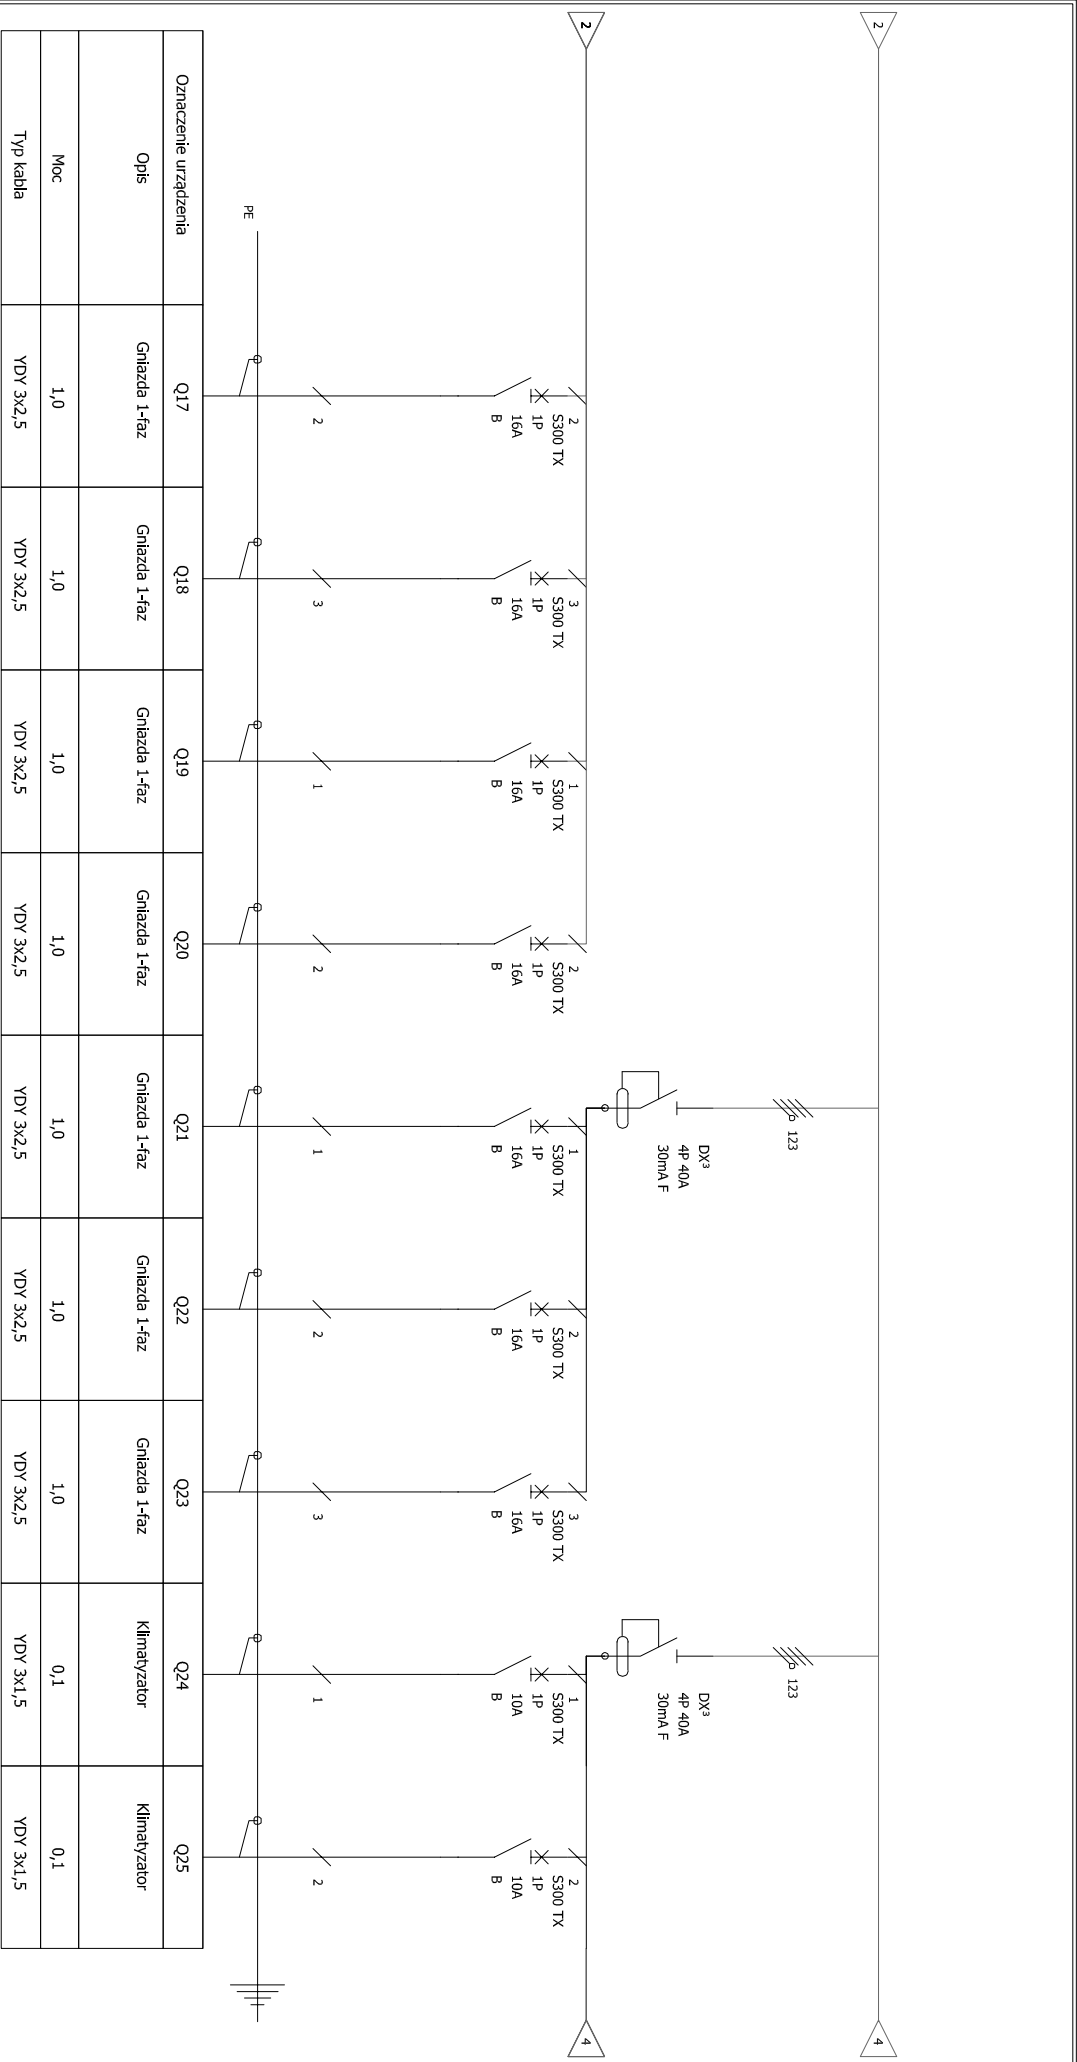 2
2
123
123
DX³
4P 40A
30mA F
DX³
4P 40A
30mA F
2
S300 TX
1P
16A
B
3
S300 TX
1P
16A
B
1
S300 TX
1P
16A
B
2
S300 TX
1P
16A
B
1
S300 TX
1P
16A
B
2
S300 TX
1P
16A
B
3
S300 TX
1P
16A
B
1
S300 TX
1P
10A
B
2
S300 TX
1P
10A
B
4
4
2
3
1
2
1
2
3
1
2
PE
Oznaczenie urządzenia Q17 Q18 Q19 Q20 Q21 Q22 Q23 Q24 Q25
Opis Gniazda 1-faz Gniazda 1-faz Gniazda 1-faz Gniazda 1-faz Gniazda 1-faz Gniazda 1-faz Gniazda 1-faz Klimatyzator Klimatyzator
Moc 1,0 1,0 1,0 1,0 1,0 1,0 1,0 0,1 0,1
Typ kabla YDY 3x2,5 YDY 3x2,5 YDY 3x2,5 YDY 3x2,5 YDY 3x2,5 YDY 3x2,5 YDY 3x2,5 YDY 3x1,5 YDY 3x1,5